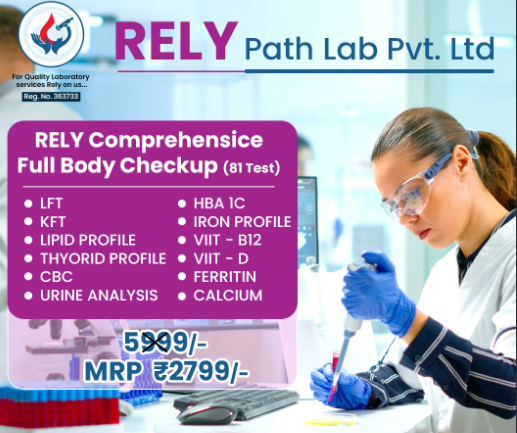 RELY Path Lab Pvt. Ltd
For Quality Laboratory
services Rely on us...
Reg. No. 363733
RELY Comprehensice
Full Body Checkup (81 Test)
LFT
KFT
LIPID PROFILE
THYORID PROFILE
CBC
URINE ANALYSIS
HBA 1C
IRON PROFILE
VIIT - B12
VIIT - D
FERRITIN
CALCIUM
5999/-
MRP ₹2799/-